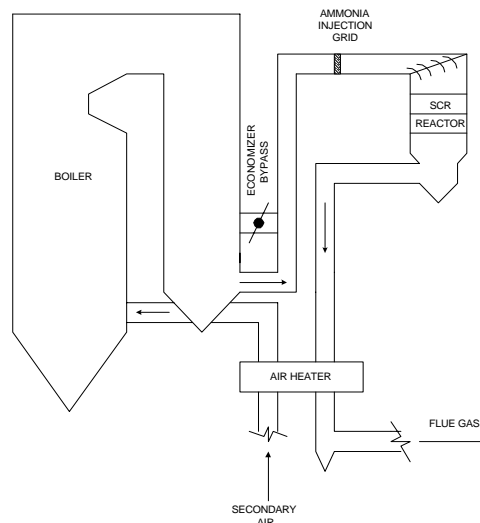 AMMONIA
INJECTION
GRID
SCR
REACTOR
ECONOMIZER
BYPASS
BOILER
AIR HEATER
FLUE GAS
SECONDARY
AIR